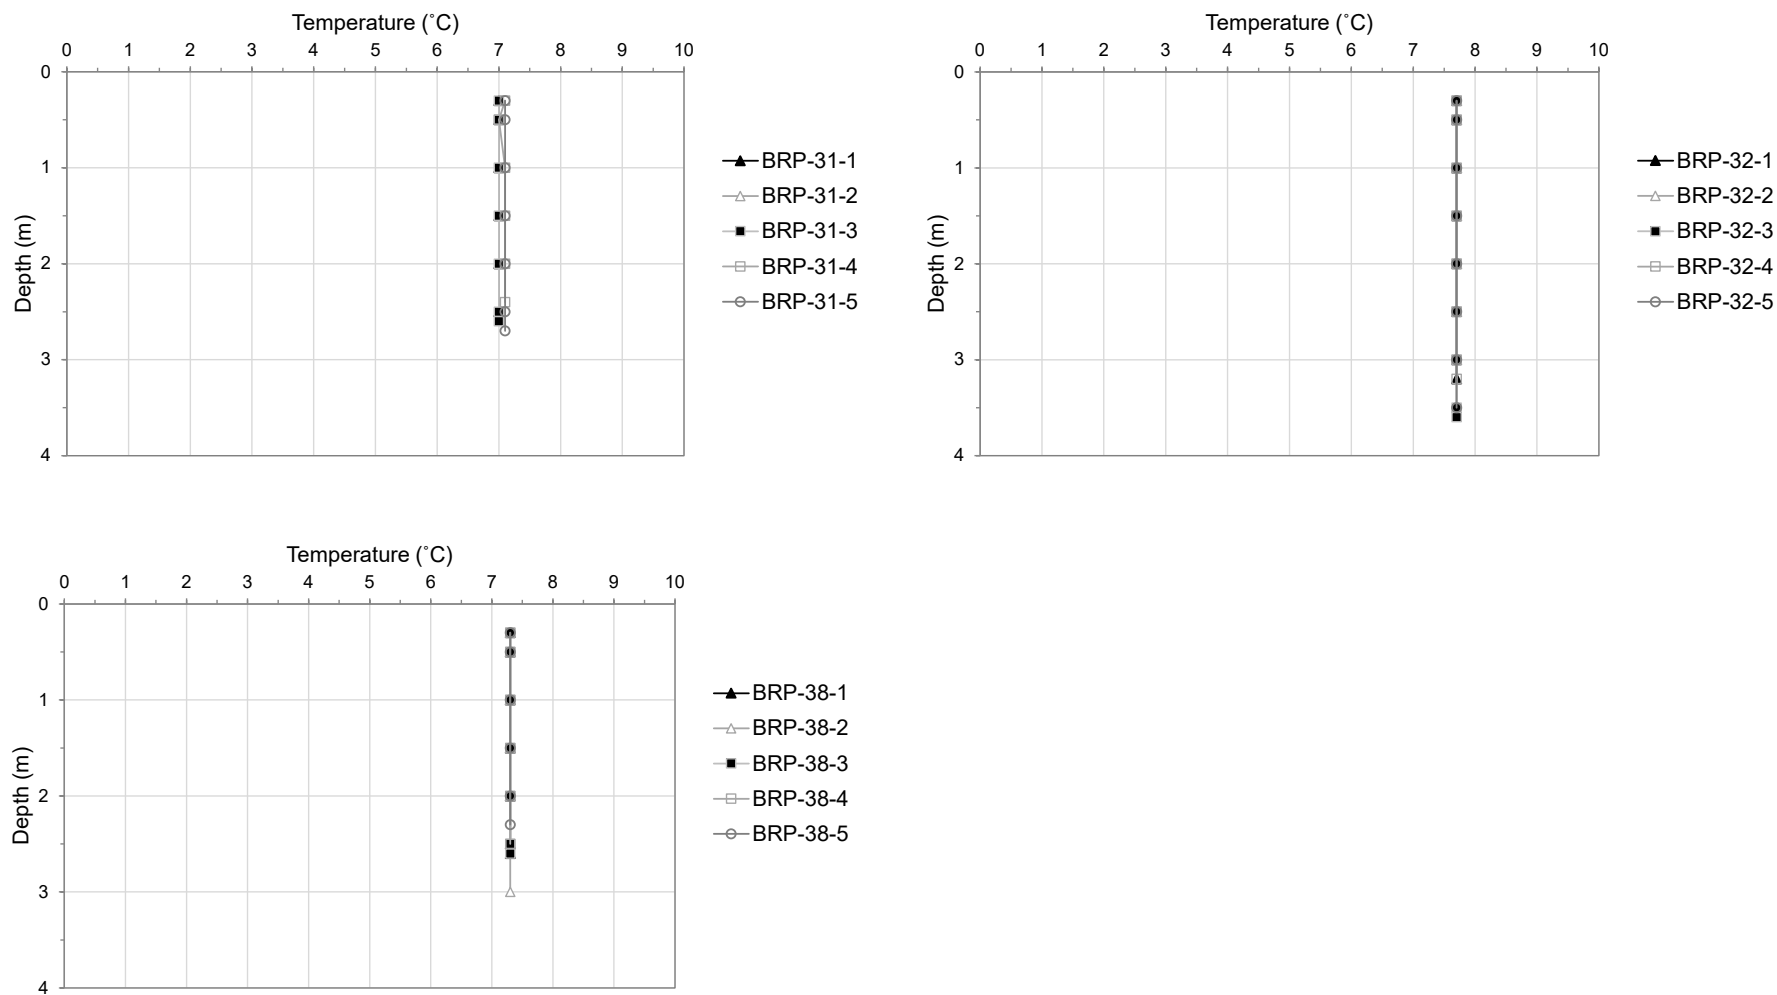 Temperature (˚C)
0 1 2 3 4 5 6 7 8 9 10
0
1
2
3
4
Depth (m)
BRP-31-1
BRP-31-2
BRP-31-3
BRP-31-4
BRP-31-5
Temperature (˚C)
0 1 2 3 4 5 6 7 8 9 10
0
1
2
3
4
Depth (m)
BRP-32-1
BRP-32-2
BRP-32-3
BRP-32-4
BRP-32-5
Temperature (˚C)
0 1 2 3 4 5 6 7 8 9 10
0
1
2
3
4
Depth (m)
BRP-38-1
BRP-38-2
BRP-38-3
BRP-38-4
BRP-38-5